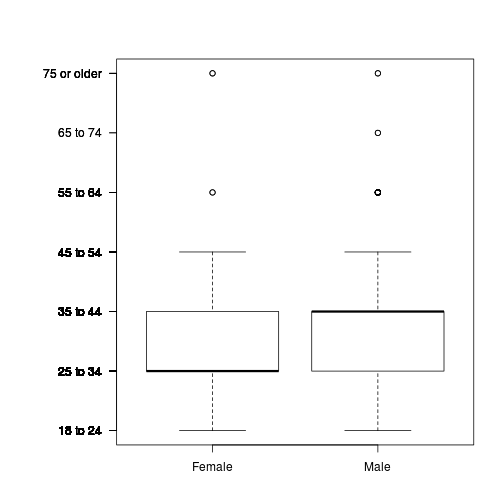 75 or older
65 to 74
55 to 64
45 to 54
35 to 44
25 to 34
18 to 24
Female Male